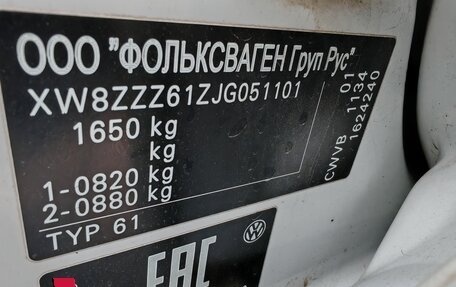 ООО "ФОЛЬКСВАГЕН Груп Рус"
XW8ZZZ61ZJG051101
1650 kg
kg
1-0820 kg
2-0880 kg
TYP 61
CWVB 1134
01
1624240
EAC